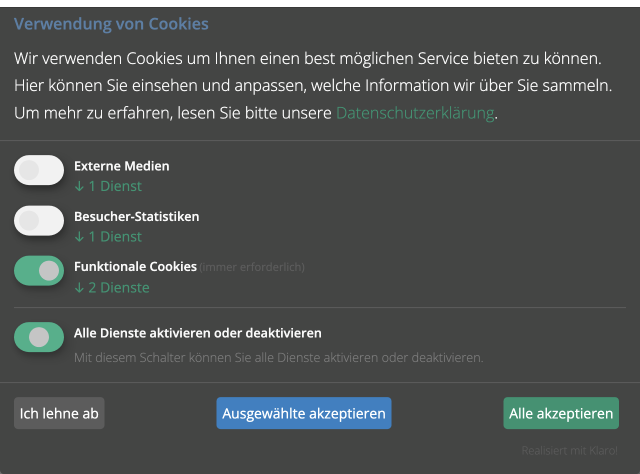 Verwendung von Cookies
Wir verwenden Cookies um Ihnen einen best möglichen Service bieten zu können.
Hier können Sie einsehen und anpassen, welche Information wir über Sie sammeln.
Um mehr zu erfahren, lesen Sie bitte unsere Datenschutzerklärung.
Externe Medien
↓ 1 Dienst
Besucher-Statistiken
↓ 1 Dienst
Funktionale Cookies (immer erforderlich)
↓ 2 Dienste
Alle Dienste aktivieren oder deaktivieren
Mit diesem Schalter können Sie alle Dienste aktivieren oder deaktivieren.
Ich lehne ab Ausgewählte akzeptieren Alle akzeptieren
Realisiert mit Klaro!